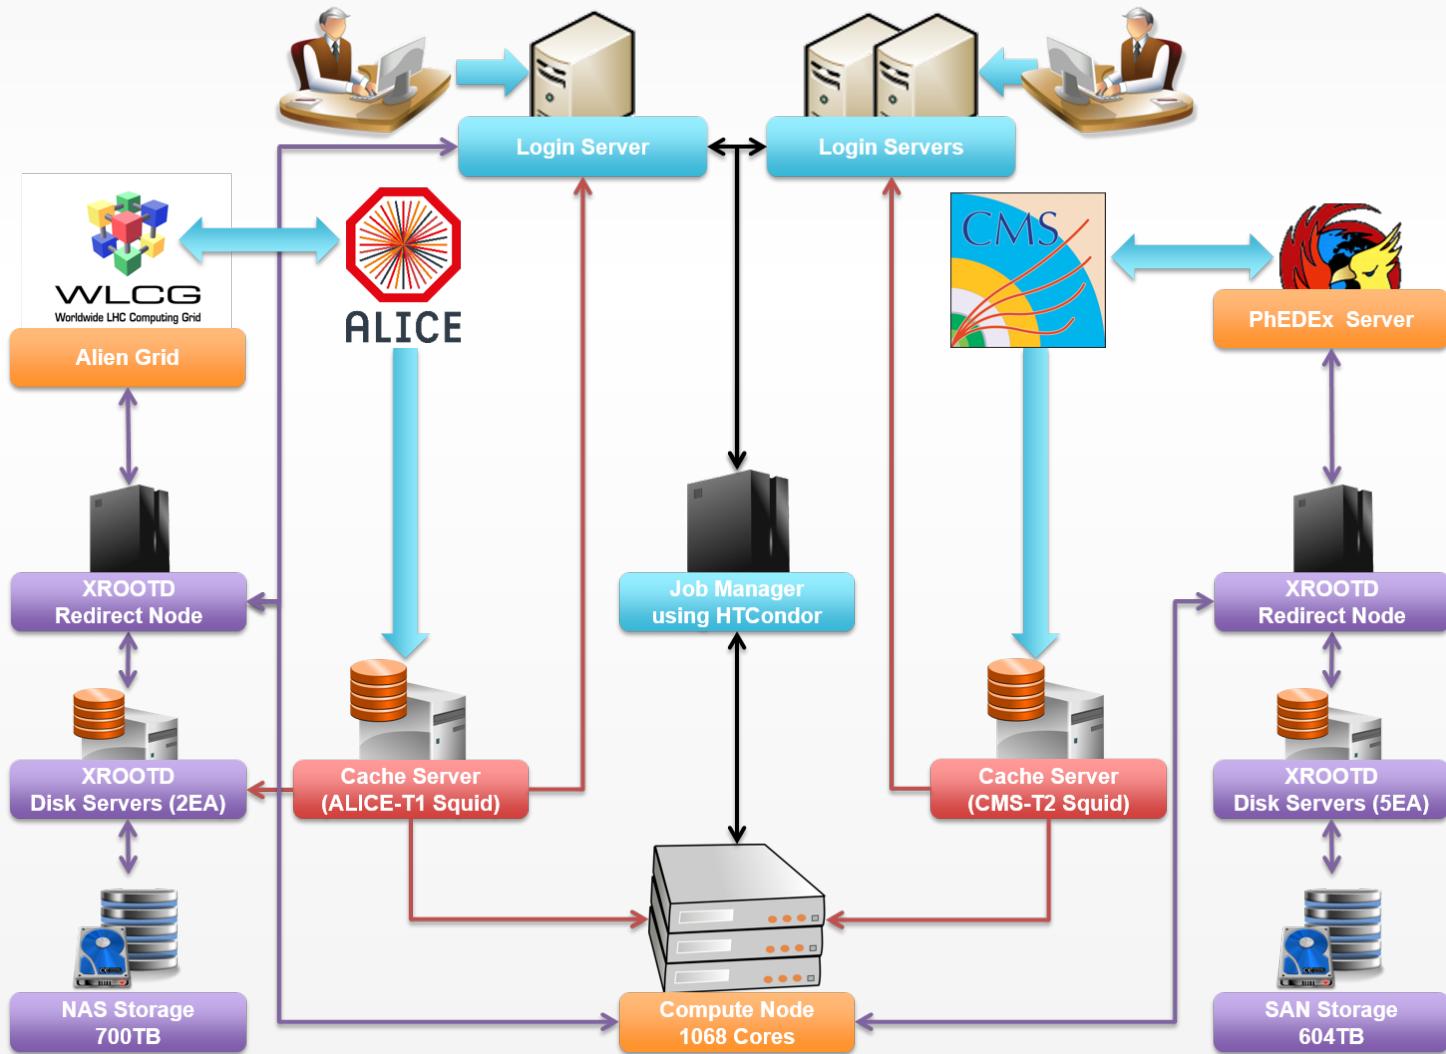 Login Server
Login Servers
WLCG
Worldwide LHC Computing Grid
ALICE
CMS
Alien Grid
PhEDEx Server
XROOTD
Redirect Node
Job Manager
using HTCondor
XROOTD
Redirect Node
XROOTD
Disk Servers (2EA)
Cache Server
(ALICE-T1 Squid)
Cache Server
(CMS-T2 Squid)
XROOTD
Disk Servers (5EA)
NAS Storage
700TB
Compute Node
1068 Cores
SAN Storage
604TB